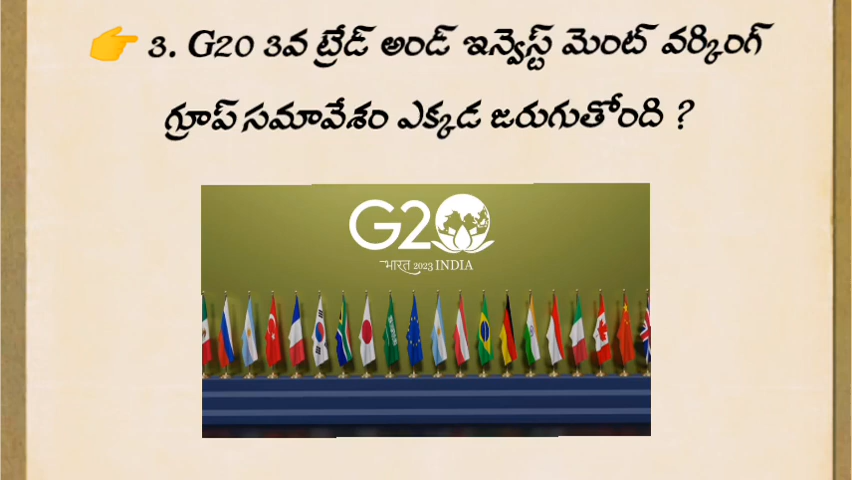 👉 3. G20 3వ ట్రేడ్ అండ్ ఇన్వెస్ట్ మెంట్ వర్కింగ్
గ్రూప్ సమావేశం ఎక్కడ జరుగుతోంది ?
G20
भारत 2023 INDIA